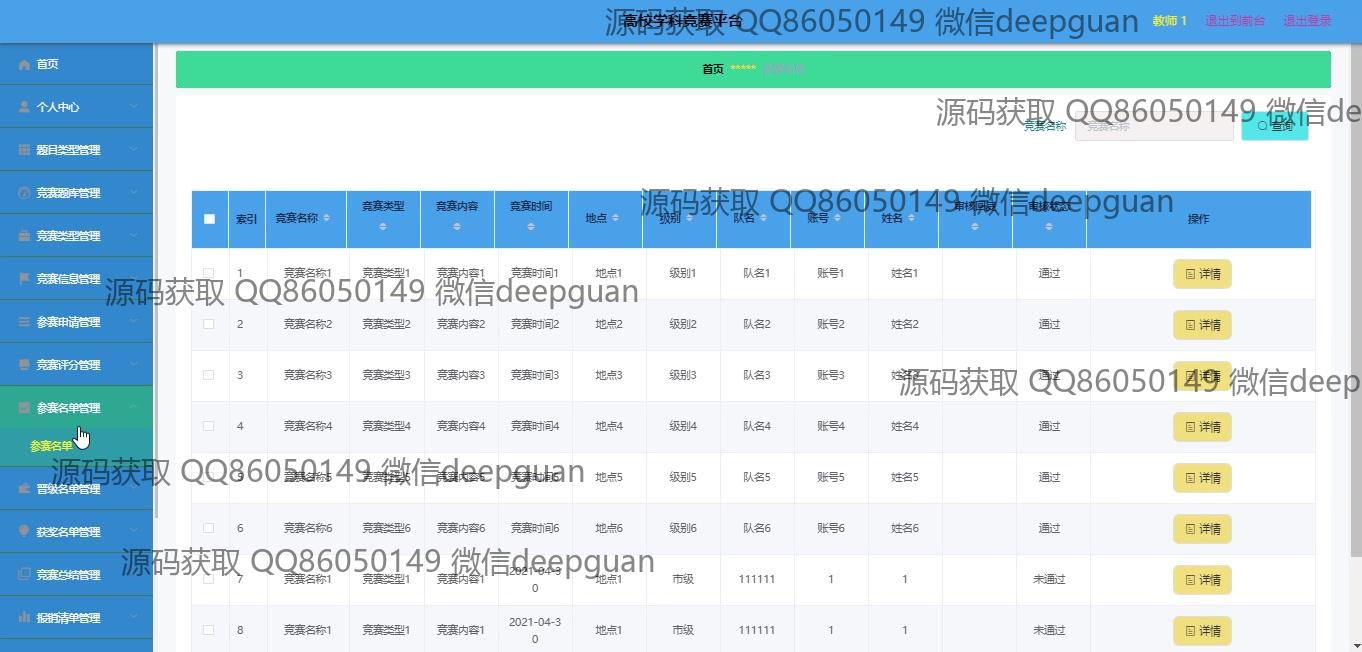 高校学科竞赛平台
教师 1 退出到前台 退出登录
源码获取 QQ86050149 微信deepguan
首页
个人中心
题目类型管理
竞赛题库管理
竞赛类型管理
竞赛信息管理
参赛申请管理
竞赛评分管理
参赛名单管理
参赛名单
晋级名单管理
获奖名单管理
竞赛总结管理
报销清单管理
首页 *****
源码获取 QQ86050149 微信de
竞赛名称 竞赛名称 查询
源码获取 QQ86050149 微信deepguan
索引 竞赛名称 竞赛类型 竞赛内容 竞赛时间 地点 级别 队名 账号 姓名 审核回复 审核状态 操作
1 竞赛名称1 竞赛类型1 竞赛内容1 竞赛时间1 地点1 级别1 队名1 账号1 姓名1 通过 详情
源码获取 QQ86050149 微信deepguan
2 竞赛名称2 竞赛类型2 竞赛内容2 竞赛时间2 地点2 级别2 队名2 账号2 姓名2 通过 详情
3 竞赛名称3 竞赛类型3 竞赛内容3 竞赛时间3 地点3 级别3 队名3 账号3 姓名3 通过 详情
源码获取 QQ86050149 微信deep
4 竞赛名称4 竞赛类型4 竞赛内容4 竞赛时间4 地点4 级别4 队名4 账号4 姓名4 通过 详情
5 竞赛名称5 竞赛类型5 竞赛内容5 竞赛时间5 地点5 级别5 队名5 账号5 姓名5 通过 详情
源码获取 QQ86050149 微信deepguan
6 竞赛名称6 竞赛类型6 竞赛内容6 竞赛时间6 地点6 级别6 队名6 账号6 姓名6 通过 详情
源码获取 QQ86050149 微信deepguan
7 竞赛名称1 竞赛类型1 竞赛内容1 2021-04-3 地点1 市级 111111 1 1 未通过 详情
0
8 竞赛名称1 竞赛类型1 竞赛内容1 2021-04-3 地点1 市级 111111 1 1 未通过 详情
0